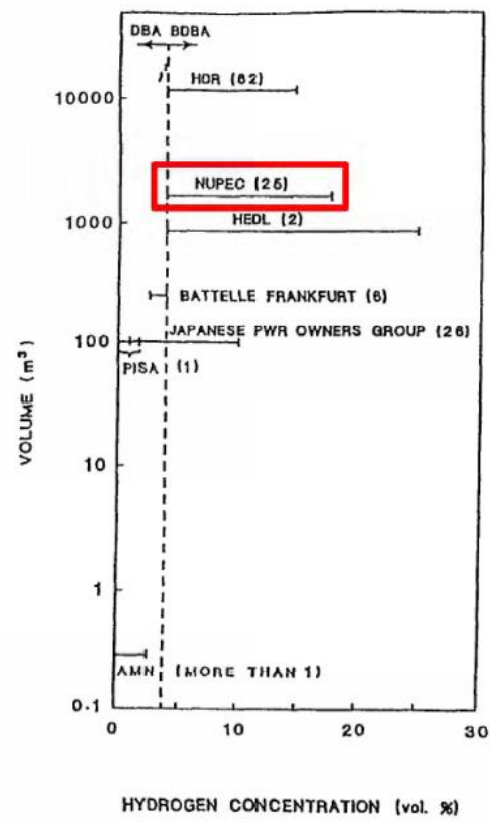 DBA BDBA
HDR (62)
10000
NUPEC (25)
1000
HEDL (2)
BATTELLE FRANKFURT (6)
JAPANESE PWR OWNERS GROUP (26)
100
PISA (1)
VOLUME (m³)
10
1
AMN (MORE THAN 1)
0.1
0 10 20 30
HYDROGEN CONCENTRATION (vol. %)